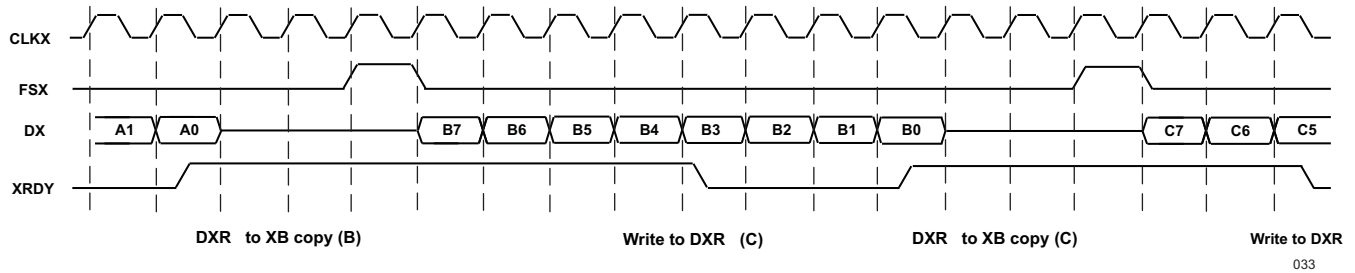 CLKX
FSX
DX A1 A0 B7 B6 B5 B4 B3 B2 B1 B0 C7 C6 C5
XRDY
DXR to XB copy (B) Write to DXR (C) DXR to XB copy (C) Write to DXR
033